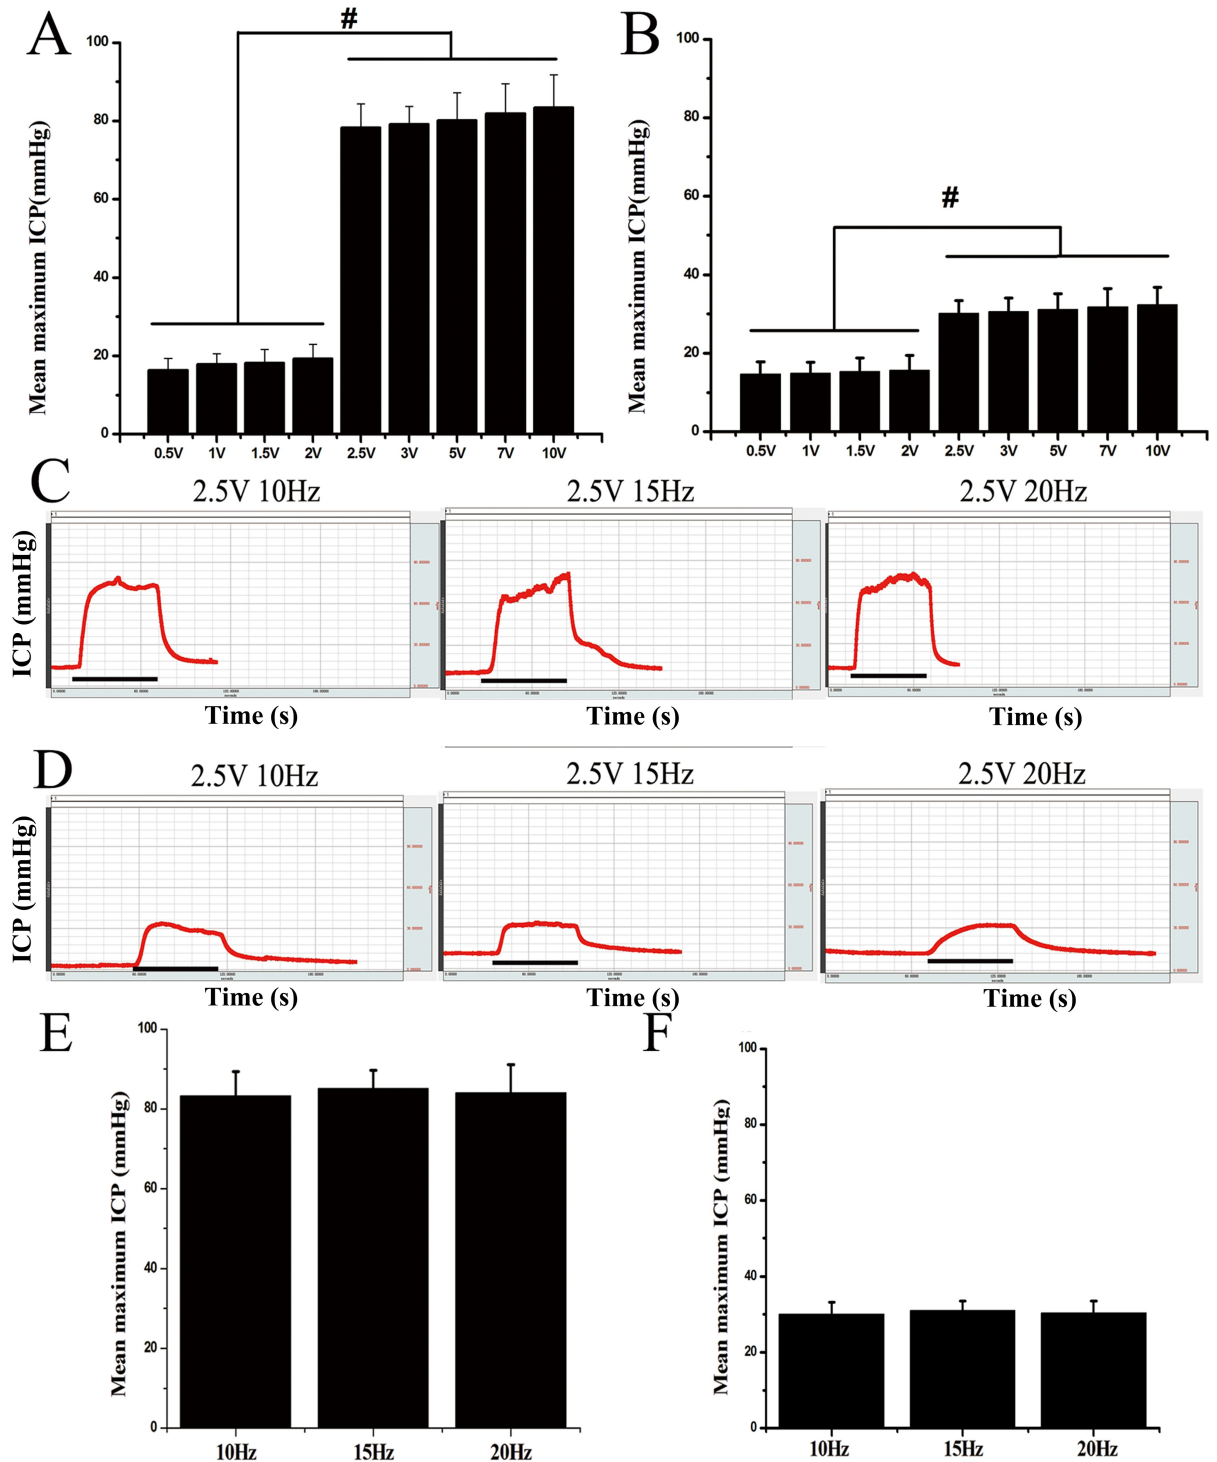 A
#
Mean maximum ICP(mmHg)
100
80
60
40
20
0
0.5V 1V 1.5V 2V 2.5V 3V 5V 7V 10V
B
#
Mean maximum ICP(mmHg)
100
80
60
40
20
0
0.5V 1V 1.5V 2V 2.5V 3V 5V 7V 10V
C
2.5V 10Hz 2.5V 15Hz 2.5V 20Hz
ICP (mmHg)
Time (s) Time (s) Time (s)
D
2.5V 10Hz 2.5V 15Hz 2.5V 20Hz
ICP (mmHg)
Time (s) Time (s) Time (s)
E
Mean maximum ICP (mmHg)
100
80
60
40
20
0
10Hz 15Hz 20Hz
F
Mean maximum ICP (mmHg)
100
80
60
40
20
0
10Hz 15Hz 20Hz